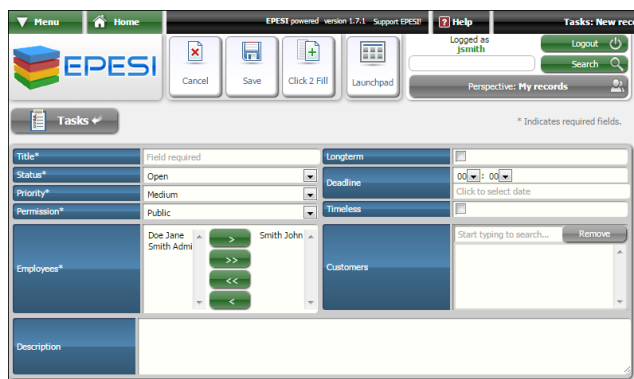 Menu Home EPESI powered version 1.7.1 Support EPESI! ? Help Tasks: New rec
EPESI
Cancel Save Click 2 Fill Launchpad
Logged as
jsmith
Logout
Search
Perspective: My records
Tasks
* Indicates required fields.
Title* Field required Longterm
Status* Open Deadline 00 : 00
Priority* Medium Click to select date
Permission* Public Timeless
Employees* Doe Jane Smith Admi > >> << < Smith John Customers Start typing to search... Remove
Description